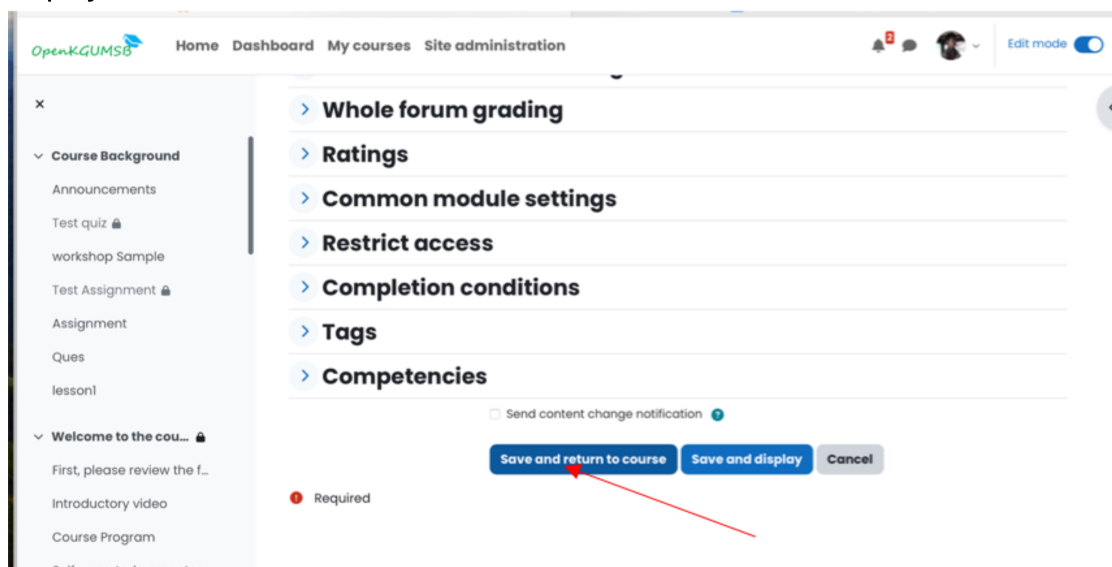 OpenKGUMSB
Home Dashboard My courses Site administration
2
Edit mode
Course Background
Announcements
Test quiz
workshop Sample
Test Assignment
Assignment
Ques
lesson1
Welcome to the cou...
First, please review the f...
Introductory video
Course Program
Whole forum grading
Ratings
Common module settings
Restrict access
Completion conditions
Tags
Competencies
Send content change notification
Save and return to course Save and display Cancel
Required